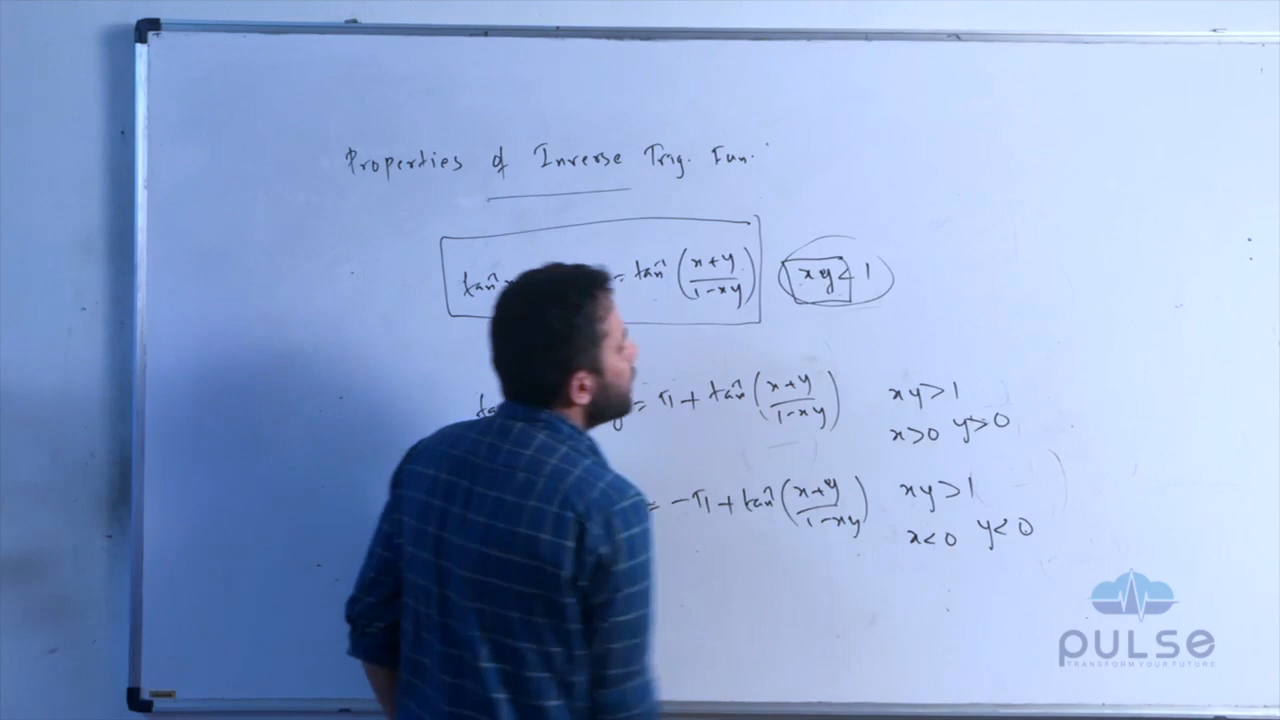 Properties of Inverse Trig. Fun.
tan⁻¹ = tan⁻¹ (x+y / 1-xy) xy < 1
y = π + tan⁻¹ (x+y / 1-xy) xy > 1
x>0 y>0
= -π + tan⁻¹ (x+y / 1-xy) xy > 1
x<0 y<0
PULSE
TRANSFORM YOUR FUTURE